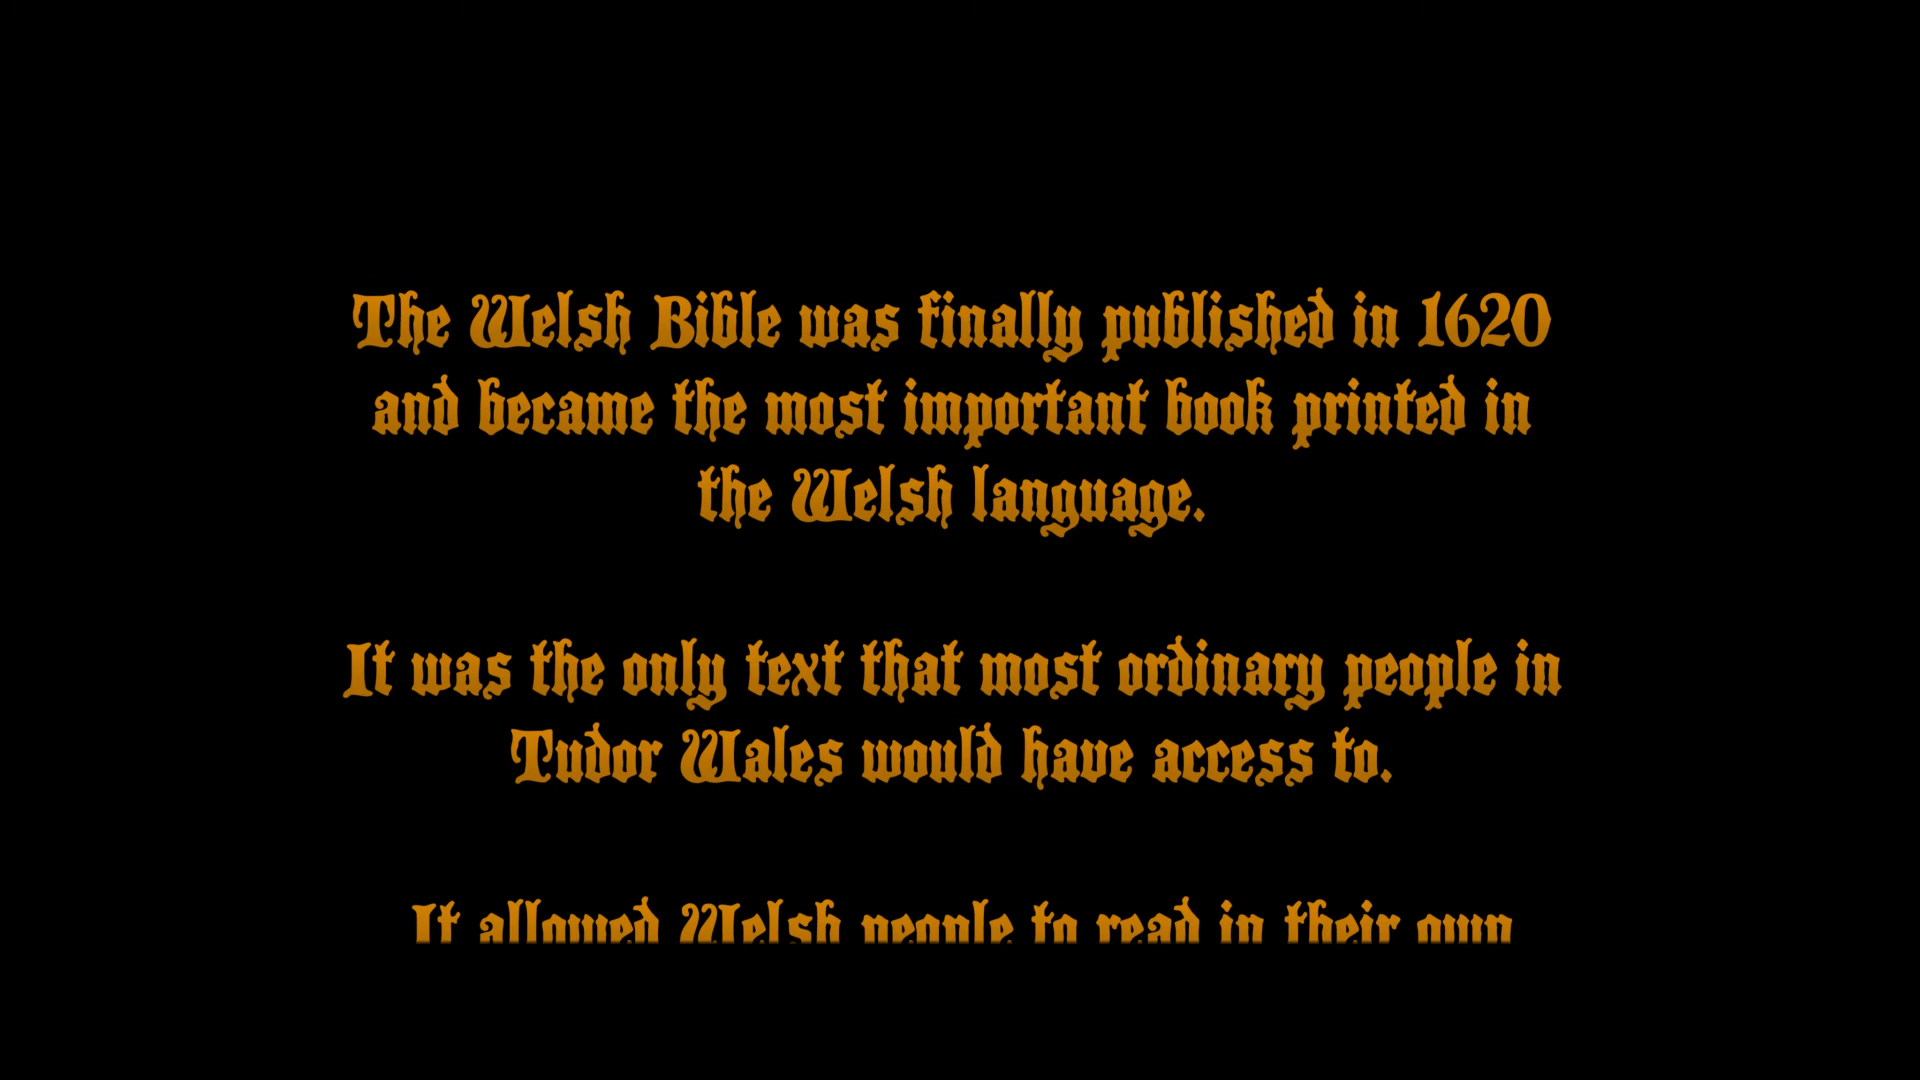 The Welsh Bible was finally published in 1620
and became the most important book printed in
the Welsh language.
It was the only text that most ordinary people in
Tudor Wales would have access to.
It allowed Welsh people to read in their own